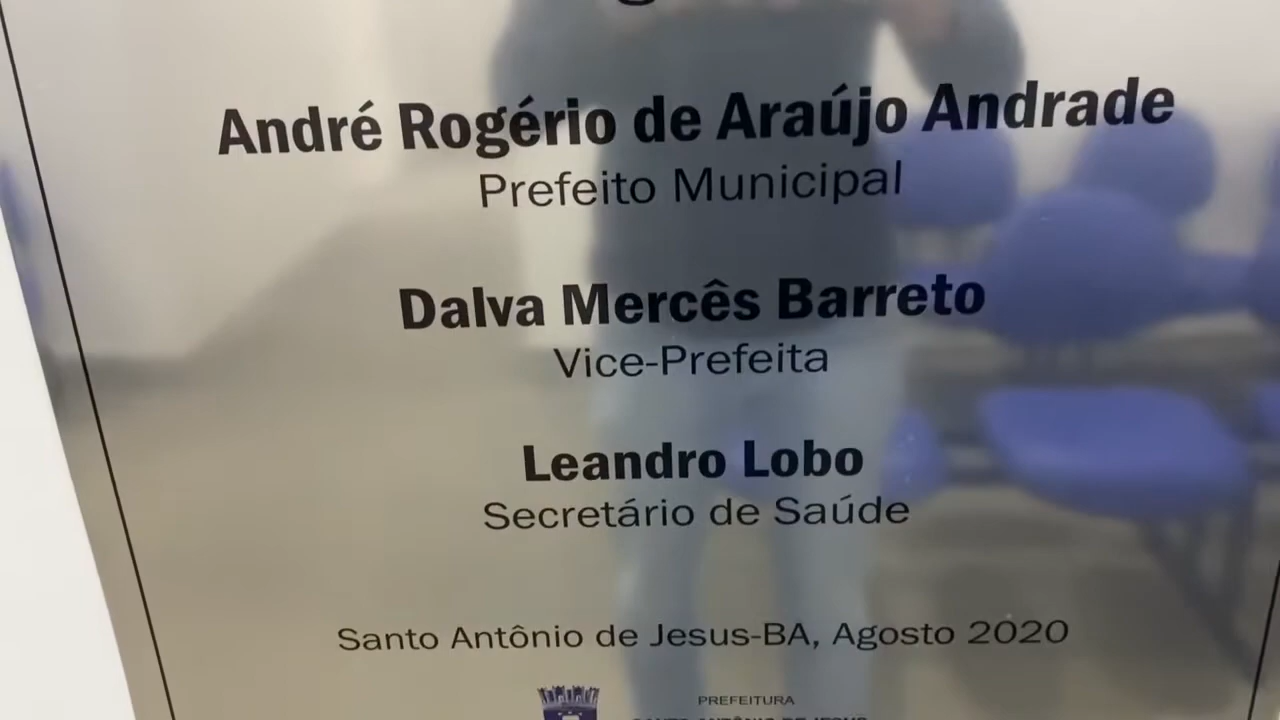 André Rogério de Araújo Andrade
Prefeito Municipal
Dalva Mercês Barreto
Vice-Prefeita
Leandro Lobo
Secretário de Saúde
Santo Antônio de Jesus-BA, Agosto 2020
PREFEITURA